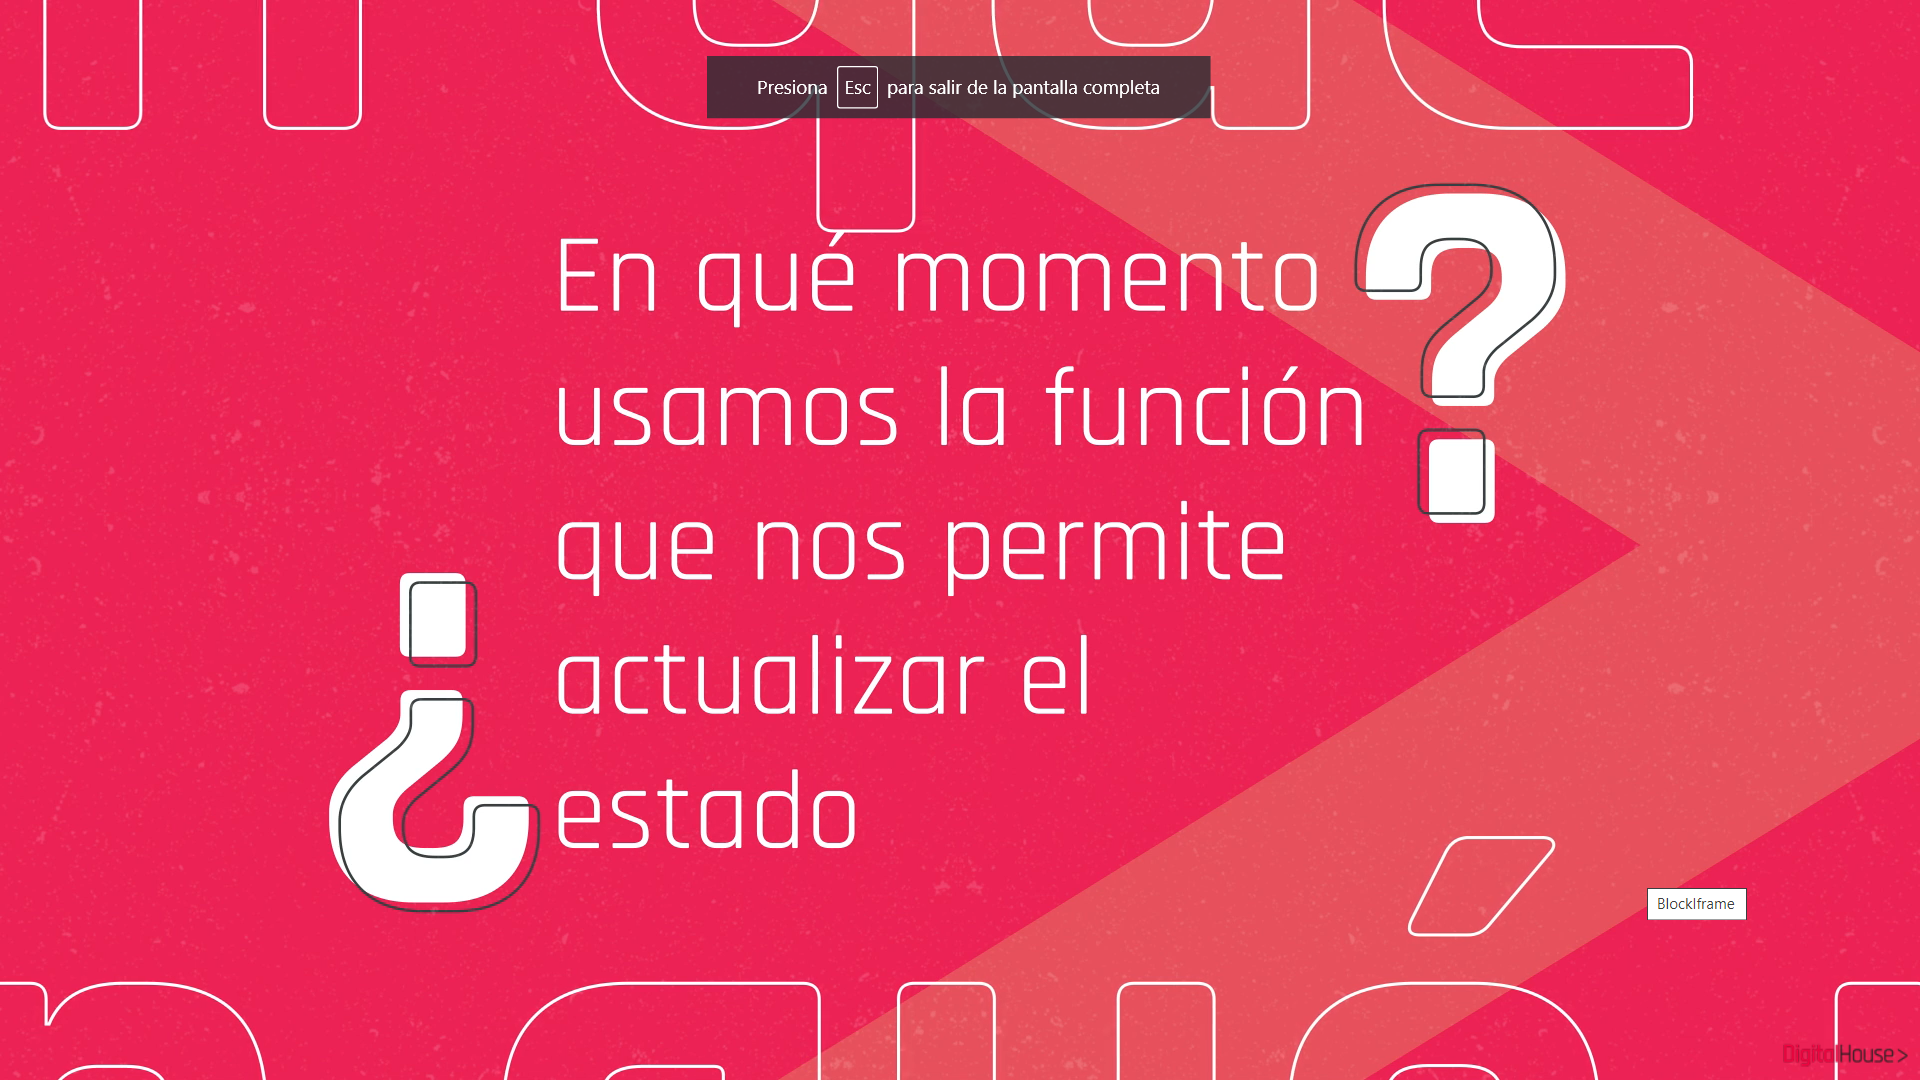 Presiona Esc para salir de la pantalla completa
¿En qué momento
usamos la función
que nos permite
actualizar el
estado?
BlockIframe
DigitalHouse>